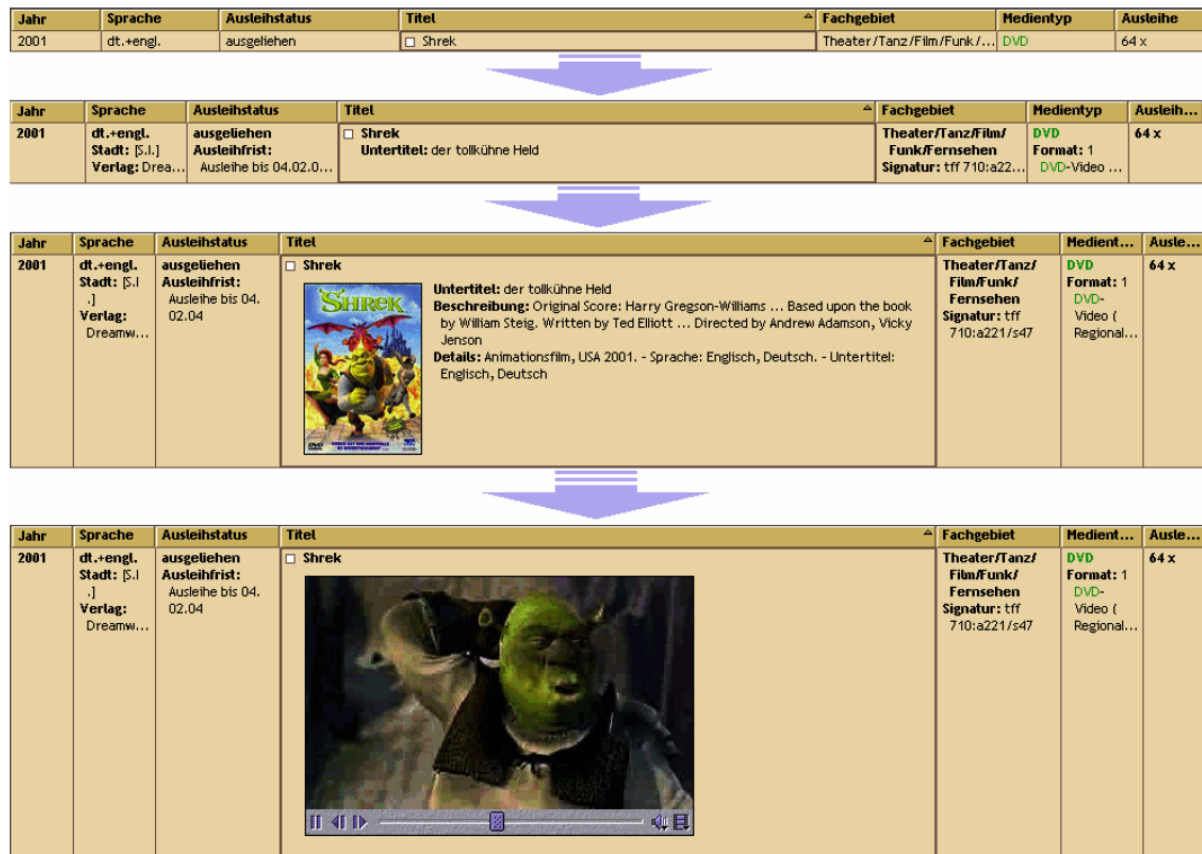 Jahr Sprache Ausleihstatus Titel Fachgebiet Medientyp Ausleihe
2001 dt.+engl. ausgeliehen Shrek Theater/Tanz/Film/Funk/... DVD 64 x
Jahr Sprache Ausleihstatus Titel Fachgebiet Medientyp Ausleih...
2001 dt.+engl. ausgeliehen Shrek Theater/Tanz/Film/ DVD 64 x
Stadt: [S.l.] Ausleihfrist: Untertitel: der tollkühne Held Funk/Fernsehen Format: 1
Verlag: Drea... Ausleihe bis 04.02.0... Signatur: tff 710:a22... DVD-Video ...
Jahr Sprache Ausleihstatus Titel Fachgebiet Medient... Ausle...
2001 dt.+engl. ausgeliehen Shrek Theater/Tanz/ DVD 64 x
Stadt: [S.l Ausleihfrist: Film/Funk/ Format: 1
.] Ausleihe bis 04. Untertitel: der tollkühne Held Fernsehen DVD-
Verlag: 02.04 Beschreibung: Original Score: Harry Gregson-Williams ... Based upon the book Signatur: tff Video (
Dreamw... by William Steig. Written by Ted Elliott ... Directed by Andrew Adamson, Vicky 710:a221/s47 Regional...
Jenson
Details: Animationsfilm, USA 2001. - Sprache: Englisch, Deutsch. - Untertitel:
Englisch, Deutsch
SHREK
DVD
Jahr Sprache Ausleihstatus Titel Fachgebiet Medient... Ausle...
2001 dt.+engl. ausgeliehen Shrek Theater/Tanz/ DVD 64 x
Stadt: [S.l Ausleihfrist: Film/Funk/ Format: 1
.] Ausleihe bis 04. Fernsehen DVD-
Verlag: 02.04 Signatur: tff Video (
Dreamw... 710:a221/s47 Regional...